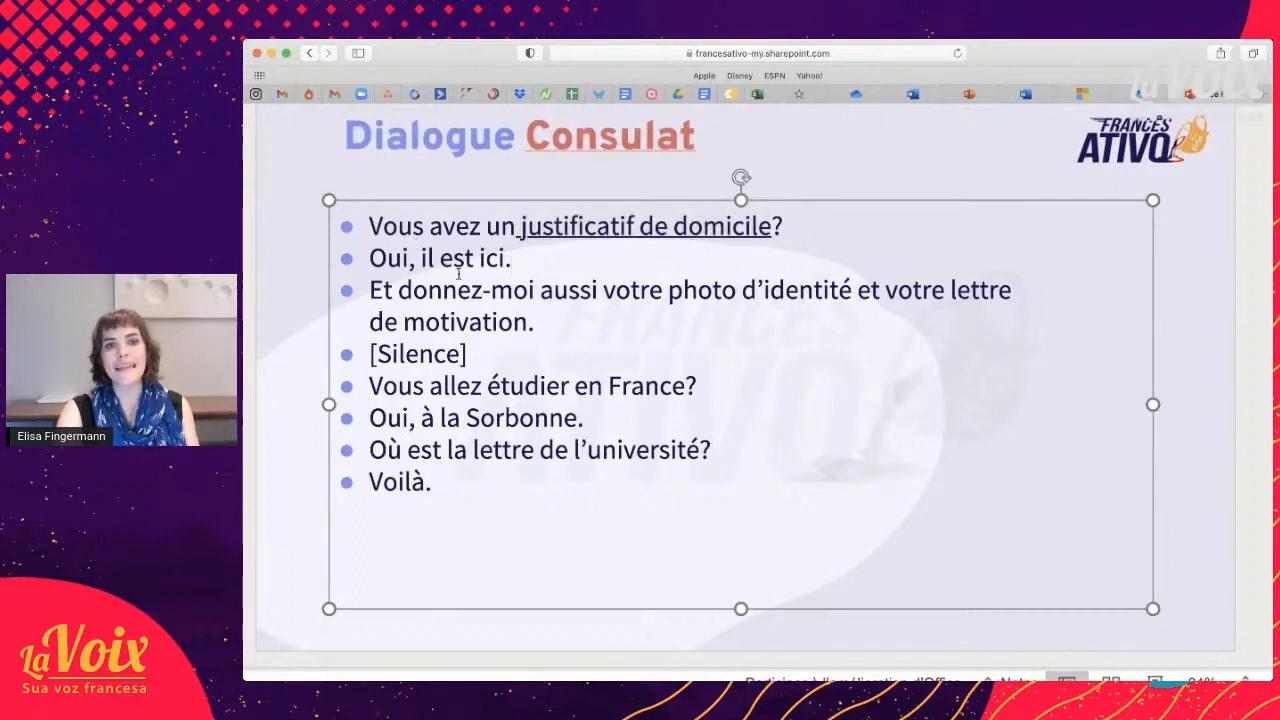 francesativo-my.sharepoint.com
Apple Disney ESPN Yahoo!
Dialogue Consulat
FRANCÊS
ATIVO
Vous avez un justificatif de domicile?
Oui, il est ici.
Et donnez-moi aussi votre photo d’identité et votre lettre
de motivation.
[Silence]
Vous allez étudier en France?
Oui, à la Sorbonne.
Où est la lettre de l’université?
Voilà.
Elisa Fingermann
La Voix
Sua voz francesa